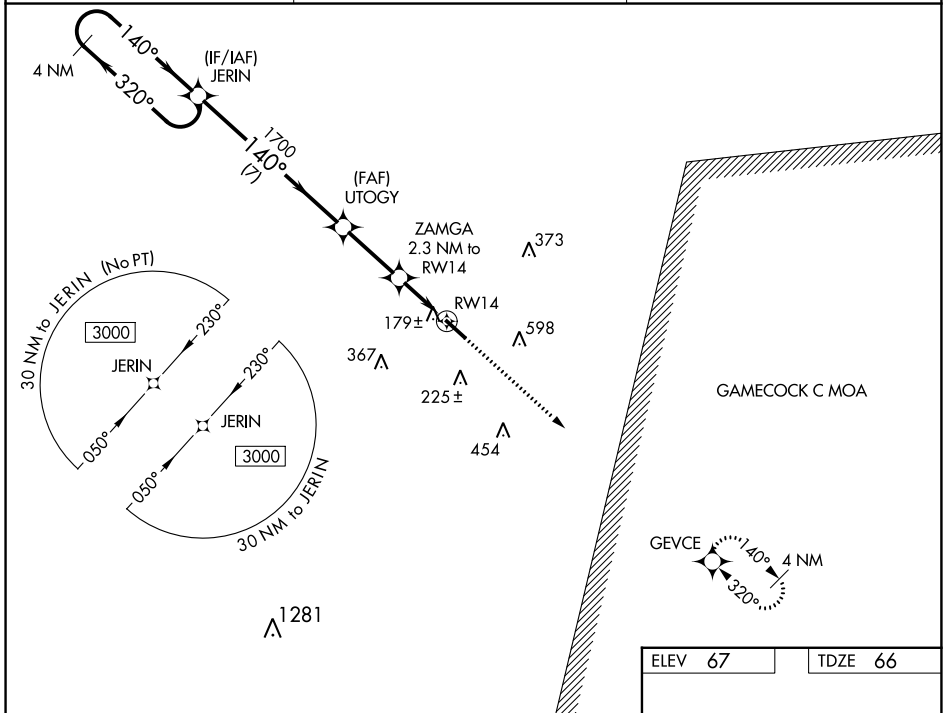 140°
4 NM
320°
(IF/IAF)
JERIN
1700
140°
(7)
(FAF)
UTOGY
ZAMGA
2.3 NM to
RW14
373
RW14
179±
598
367
225±
454
30 NM to JERIN (No PT)
3000
230°
JERIN
050°
230°
JERIN
3000
050°
30 NM to JERIN
GAMECOCK C MOA
GEVCE
140°
4 NM
320°
1281
ELEV 67
TDZE 66